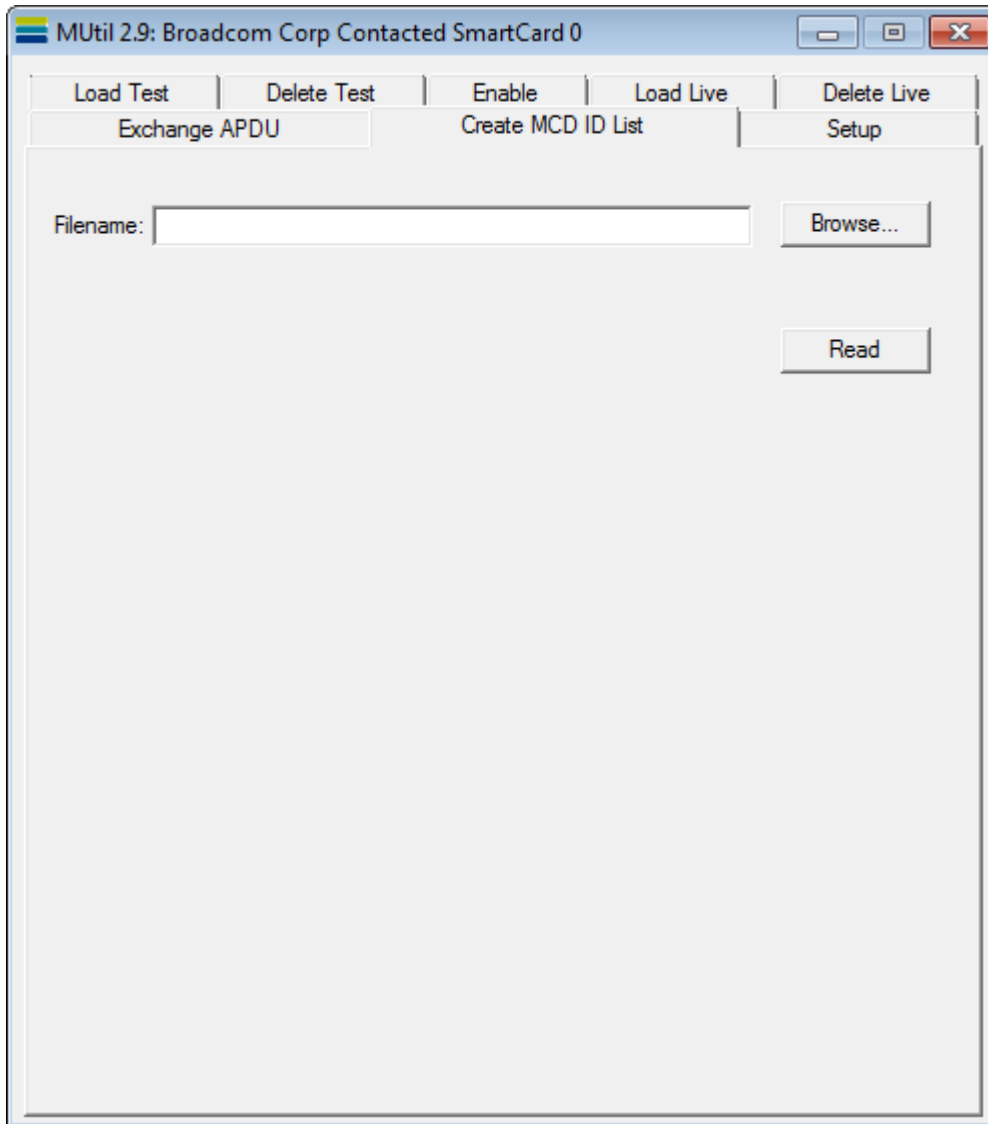 MUtil 2.9: Broadcom Corp Contacted SmartCard 0
Load Test Delete Test Enable Load Live Delete Live
Exchange APDU Create MCD ID List Setup
Filename: Browse...
Read